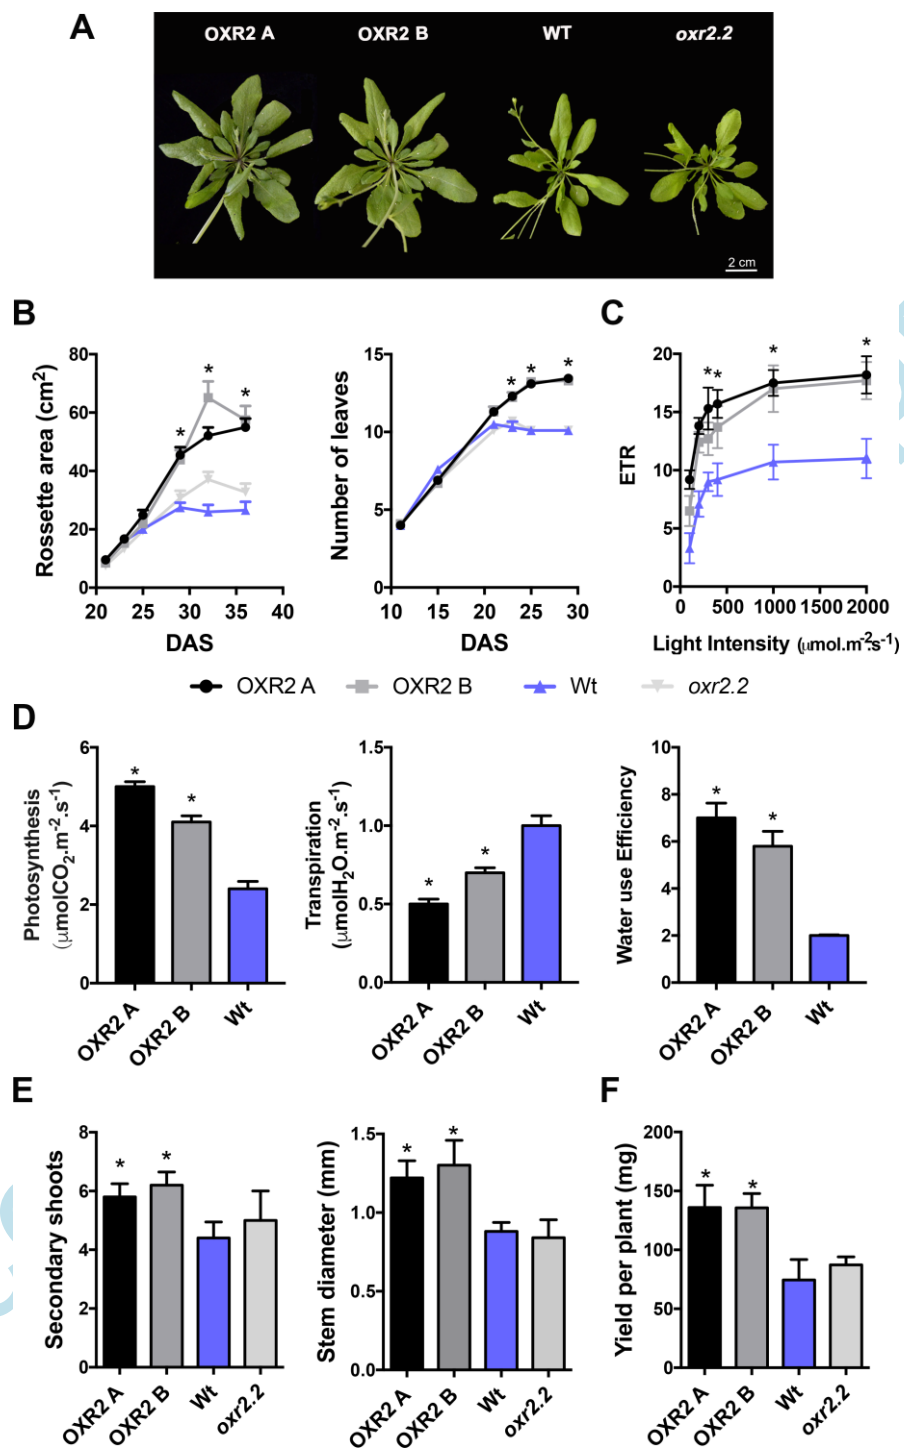 A
OXR2 A OXR2 B WT oxr2.2
2 cm
B
Rossette area (cm2)
80
60
40
20
0
20 25 30 35 40
DAS
* * *
Number of leaves
15
10
5
0
10 15 20 25 30
DAS
* * *
C
ETR
20
15
10
5
0
0 500 1000 1500 2000
Light Intensity (μmol.m-2.s-1)
* * * *
OXR2 A OXR2 B Wt oxr2.2
D
Photosynthesis
(μmolCO2.m-2.s-1)
6
4
2
0
* *
OXR2 A OXR2 B Wt
Transpiration
(μmolH2O.m-2.s-1)
1.5
1.0
0.5
0.0
* *
OXR2 A OXR2 B Wt
Water use Efficiency
10
8
6
4
2
0
* *
OXR2 A OXR2 B Wt
E
Secondary shoots
8
6
4
2
0
* *
OXR2 A OXR2 B Wt oxr2.2
Stem diameter (mm)
1.5
1.0
0.5
0.0
* *
OXR2 A OXR2 B Wt oxr2.2
F
Yield per plant (mg)
200
150
100
50
0
* *
OXR2 A OXR2 B Wt oxr2.2